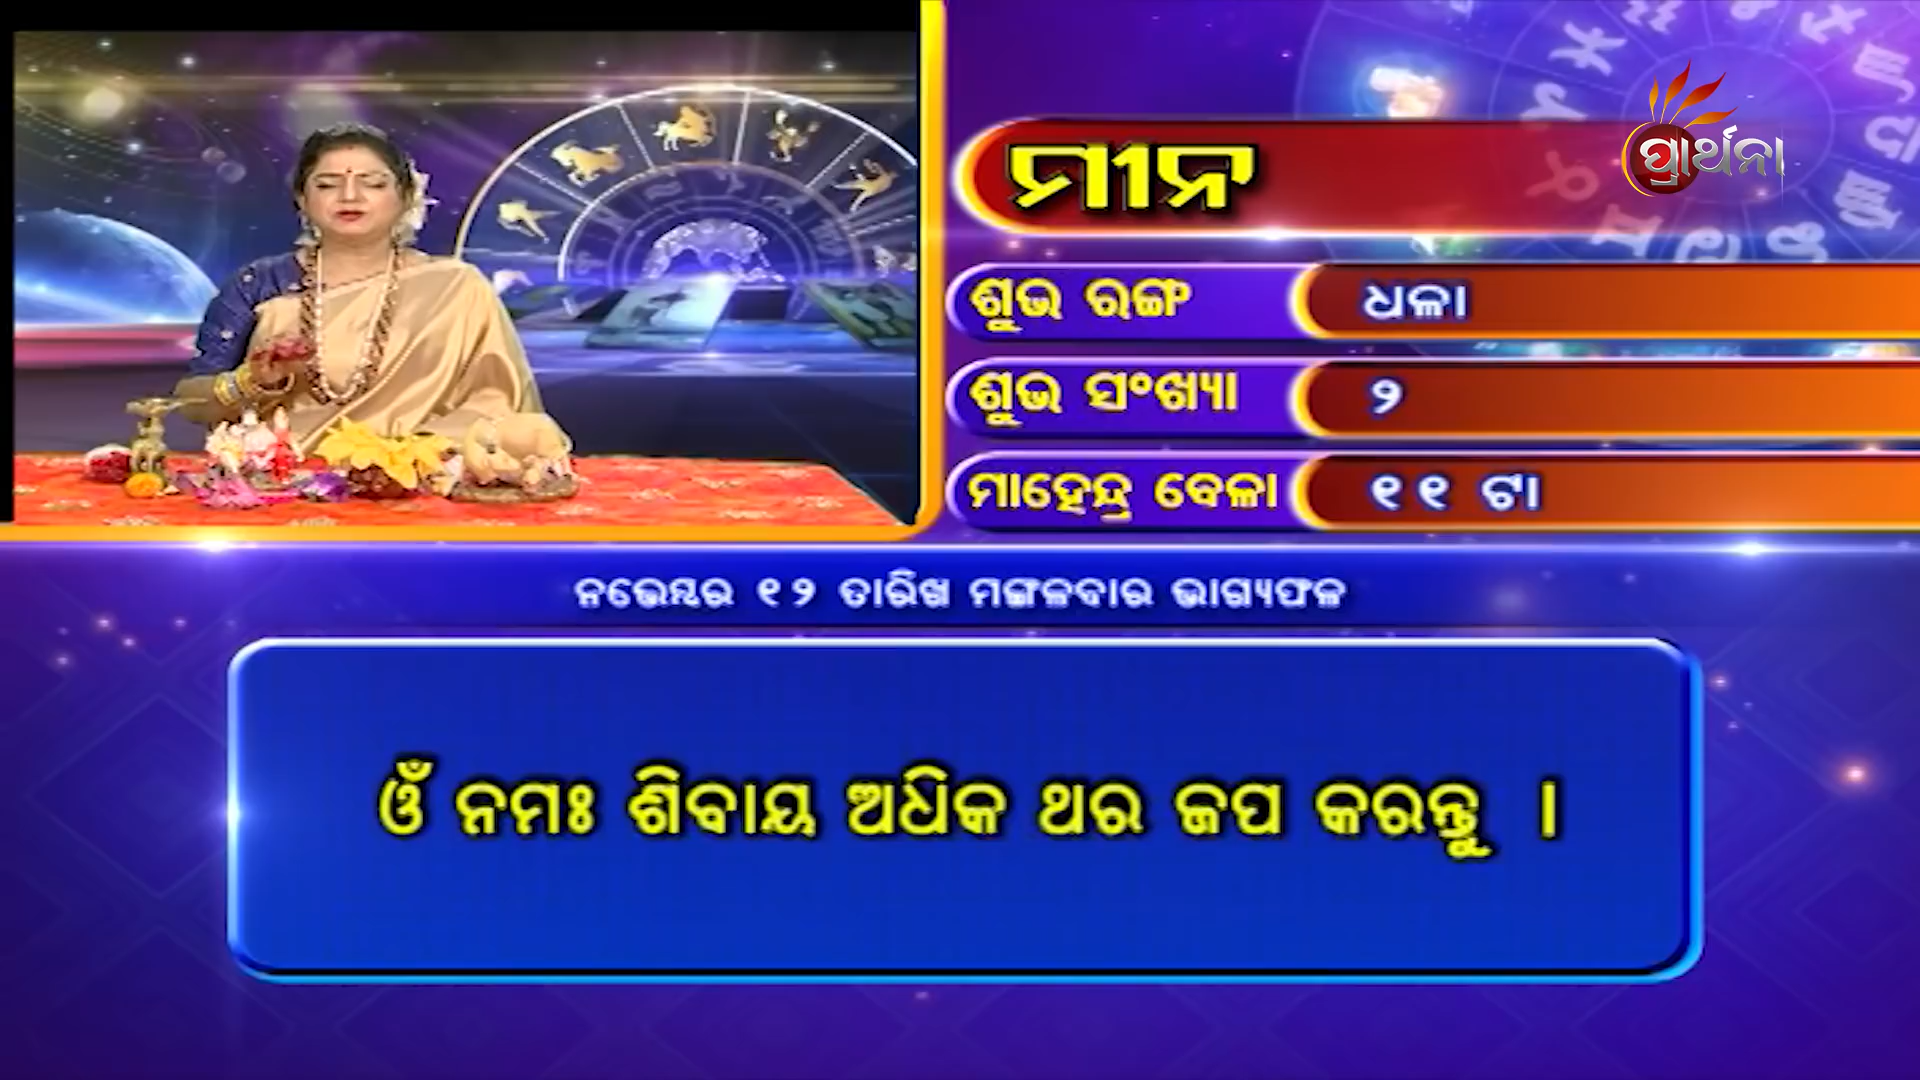 ପ୍ରାର୍ଥନା
ମୀନ
ଶୁଭ ରଙ୍ଗ ଧଳା
ଶୁଭ ସଂଖ୍ୟା ୨
ମାହେନ୍ଦ୍ର ବେଳା ୧୧ ଟା
ନଭେମ୍ବର ୧୨ ତାରିଖ ମଙ୍ଗଳବାର ଭାଗ୍ୟଫଳ
ଓଁ ନମଃ ଶିବାୟ ଅଧିକ ଥର ଜପ କରନ୍ତୁ ।